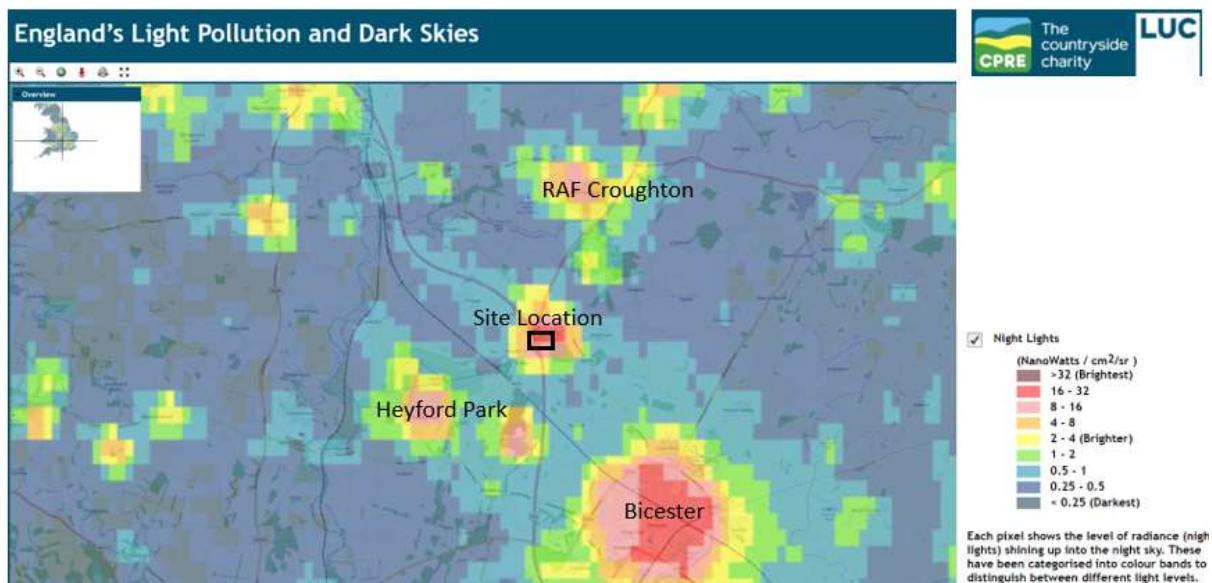 England's Light Pollution and Dark Skies
The
countryside
charity
CPRE
LUC
Overview
RAF Croughton
Site Location
Heyford Park
Bicester
Night Lights
(NanoWatts / cm2/sr )
>32 (Brightest)
16 - 32
8 - 16
4 - 8
2 - 4 (Brighter)
1 - 2
0.5 - 1
0.25 - 0.5
< 0.25 (Darkest)
Each pixel shows the level of radiance (nigh
lights) shining up into the night sky. These
have been categorised into colour bands to
distinguish between different light levels.